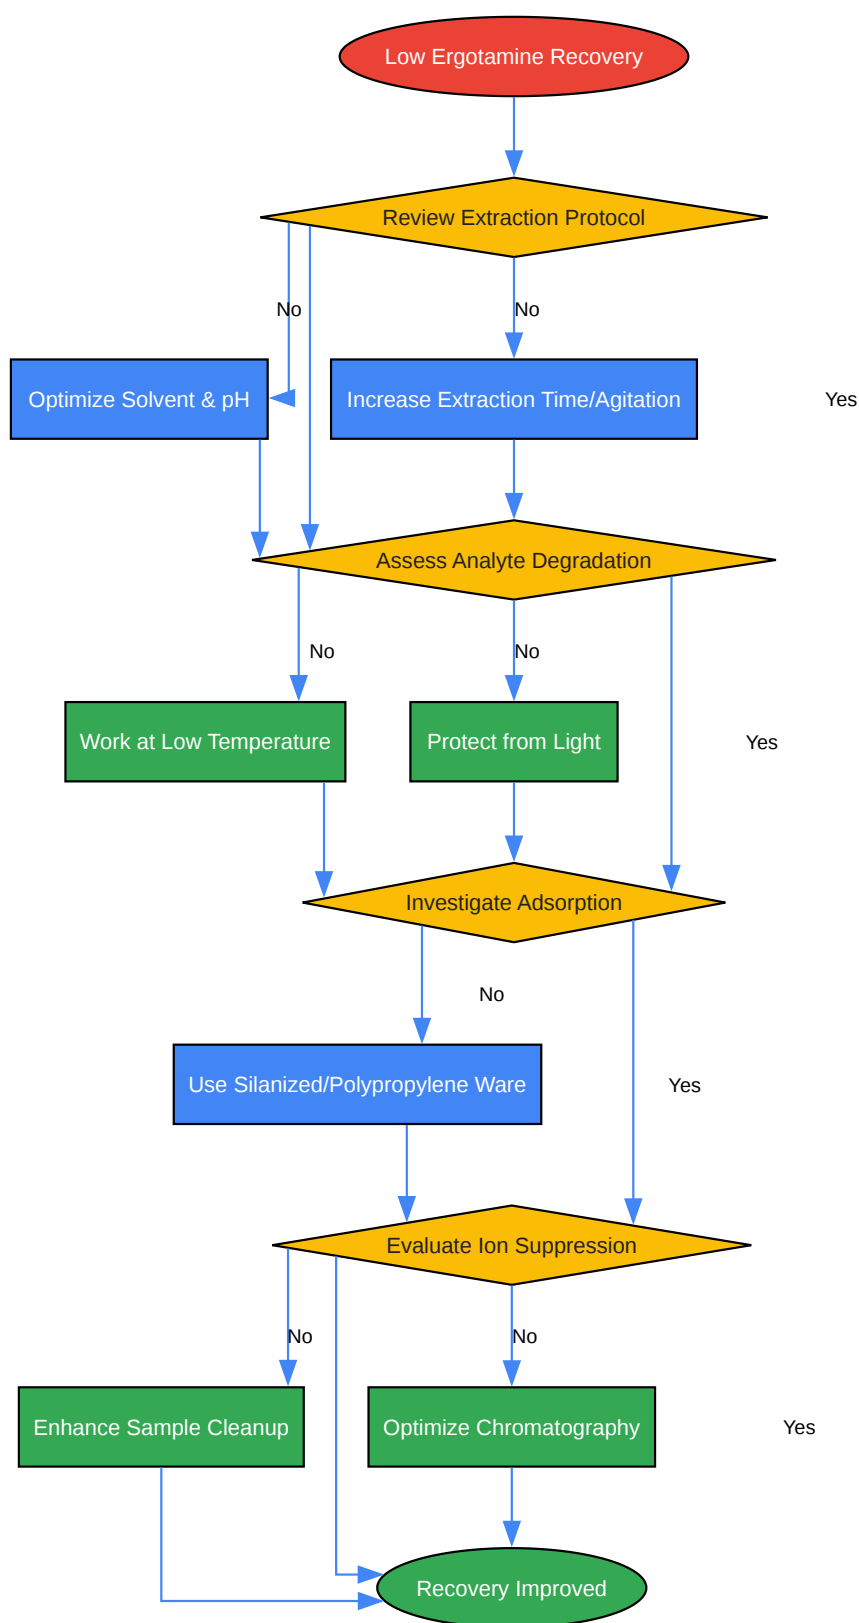 Low Ergotamine Recovery
Review Extraction Protocol
No
No
Optimize Solvent & pH
Increase Extraction Time/Agitation
Yes
Assess Analyte Degradation
No
No
Work at Low Temperature
Protect from Light
Yes
Investigate Adsorption
No
Use Silanized/Polypropylene Ware
Yes
Evaluate Ion Suppression
No
No
Enhance Sample Cleanup
Optimize Chromatography
Yes
Recovery Improved